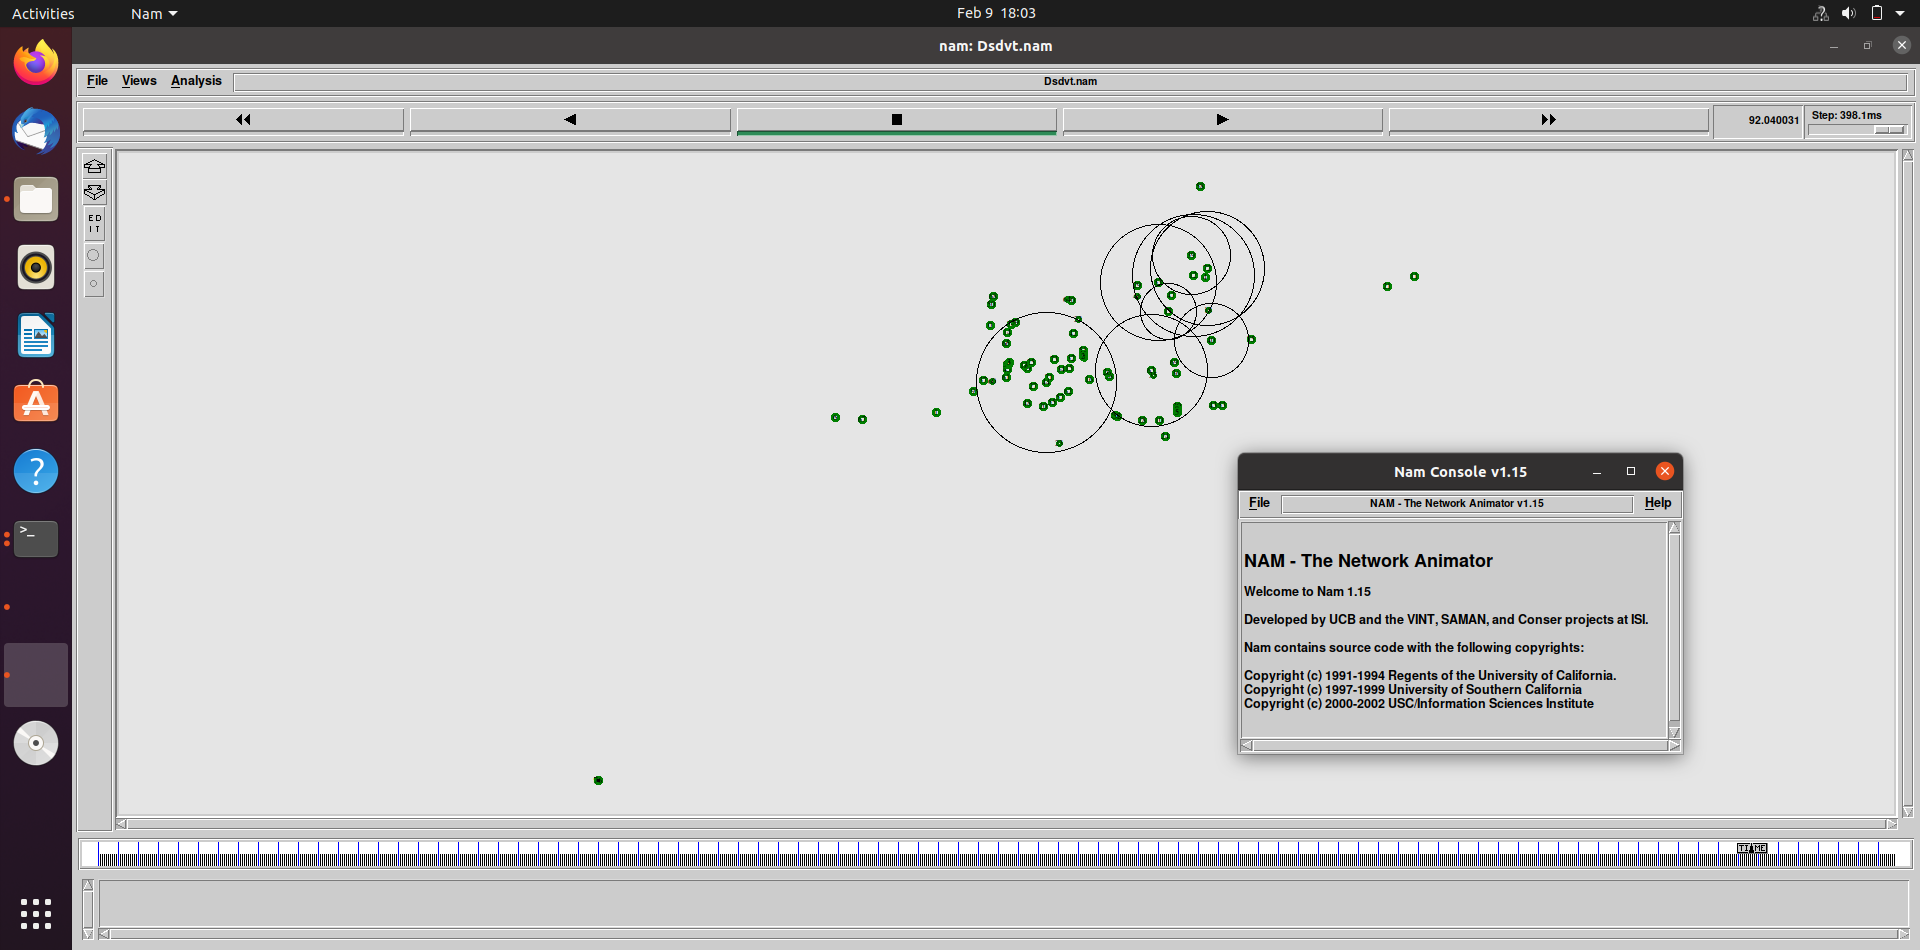 Activities
Nam
Feb 9 18:03
nam: Dsdvt.nam
File Views Analysis
Dsdvt.nam
92.040031
Step: 398.1ms
ED
IT
Nam Console v1.15
File
NAM - The Network Animator v1.15
Help
NAM - The Network Animator
Welcome to Nam 1.15
Developed by UCB and the VINT, SAMAN, and Conser projects at ISI.
Nam contains source code with the following copyrights:
Copyright (c) 1991-1994 Regents of the University of California.
Copyright (c) 1997-1999 University of Southern California
Copyright (c) 2000-2002 USC/Information Sciences Institute
TIME